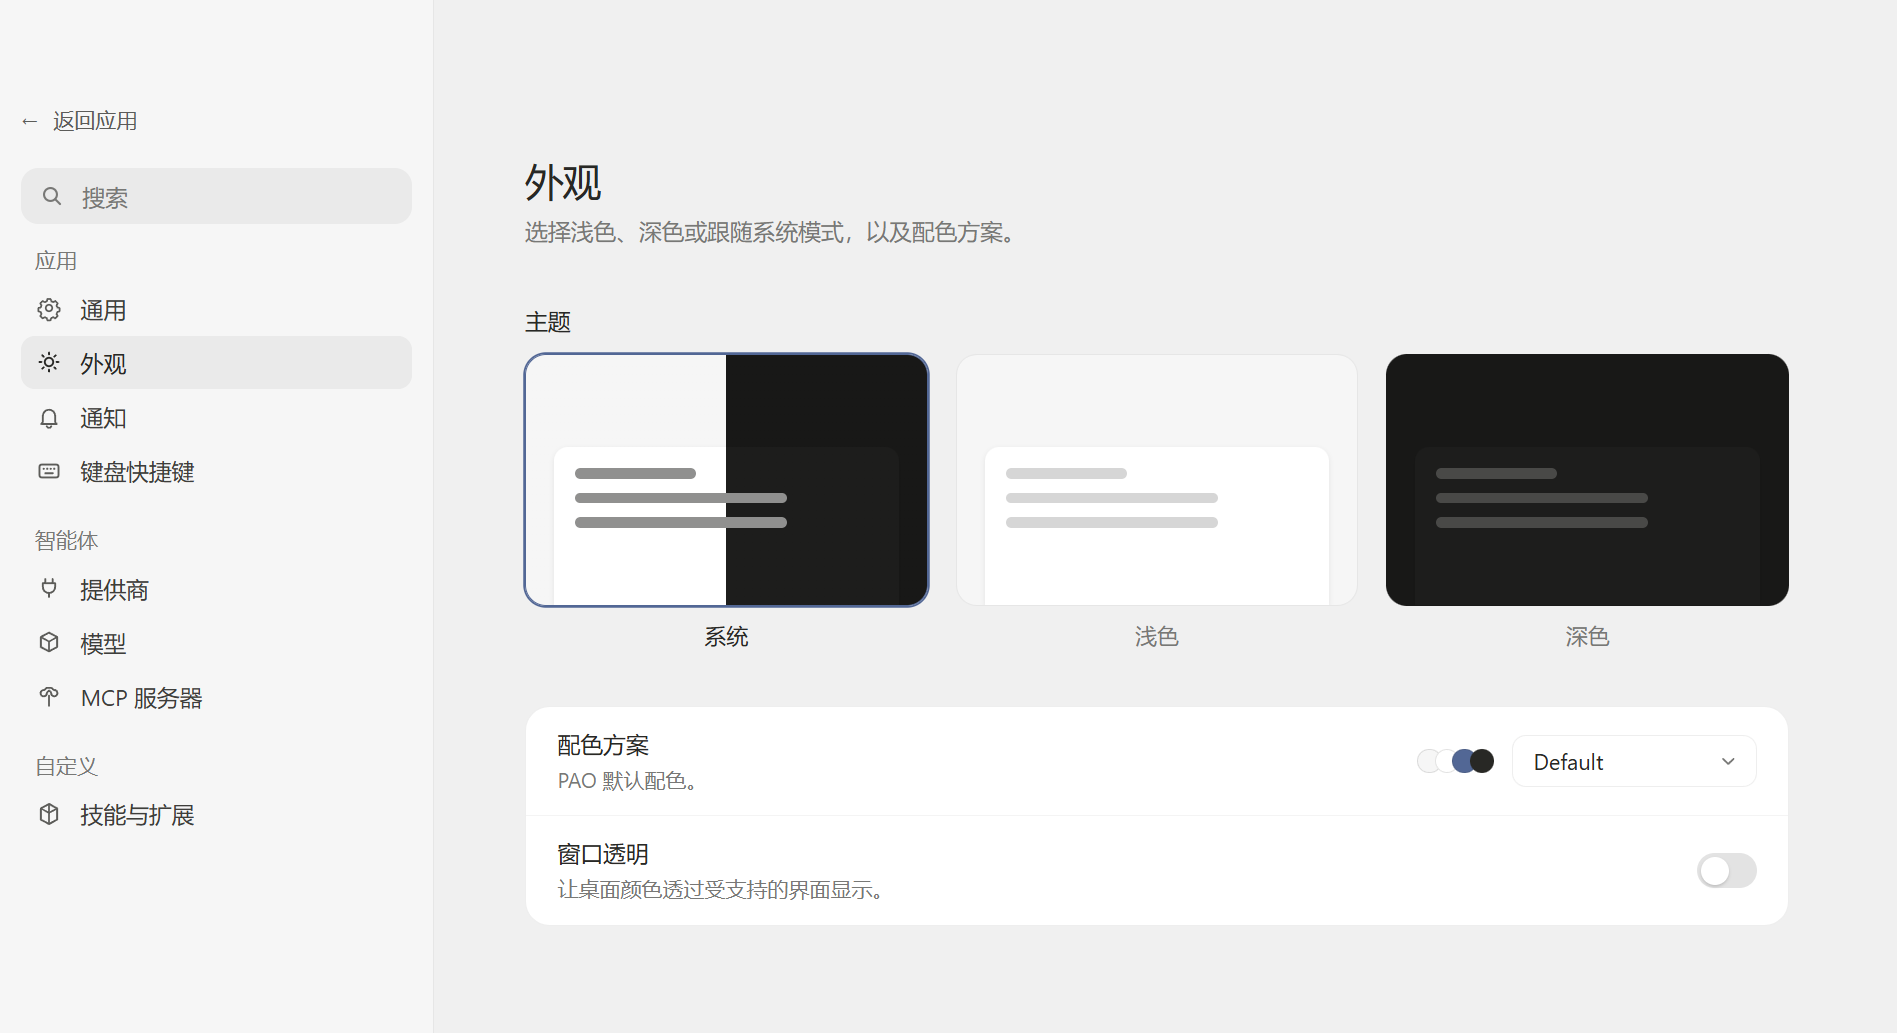 ← 返回应用
搜索
应用
通用
外观
通知
键盘快捷键
智能体
提供商
模型
MCP 服务器
自定义
技能与扩展
外观
选择浅色、深色或跟随系统模式，以及配色方案。
主题
系统
浅色
深色
配色方案
PAO 默认配色。
Default
窗口透明
让桌面颜色透过受支持的界面显示。